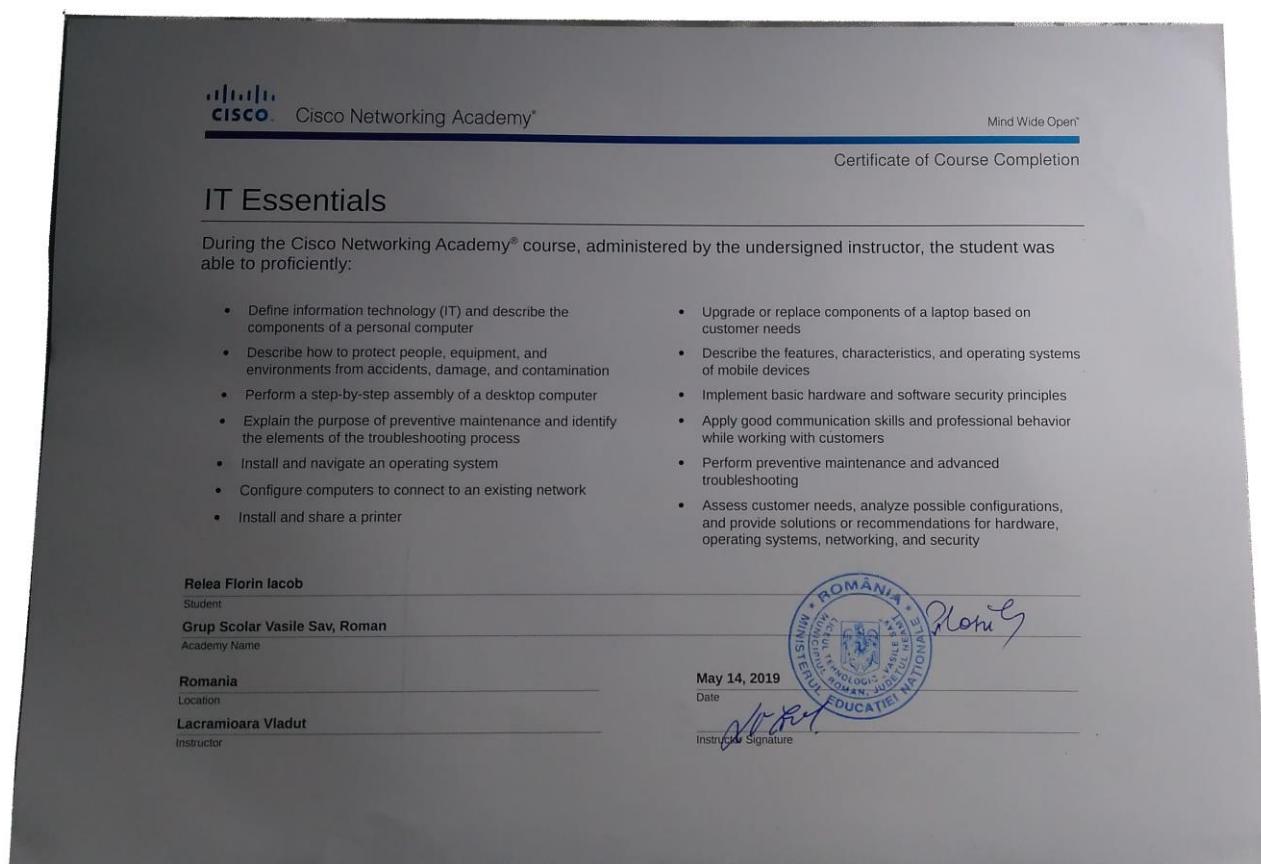 CISCO. Cisco Networking Academy®
Mind Wide Open®
Certificate of Course Completion
IT Essentials
During the Cisco Networking Academy® course, administered by the undersigned instructor, the student was
able to proficiently:
• Define information technology (IT) and describe the
components of a personal computer
• Describe how to protect people, equipment, and
environments from accidents, damage, and contamination
• Perform a step-by-step assembly of a desktop computer
• Explain the purpose of preventive maintenance and identify
the elements of the troubleshooting process
• Install and navigate an operating system
• Configure computers to connect to an existing network
• Install and share a printer
• Upgrade or replace components of a laptop based on
customer needs
• Describe the features, characteristics, and operating systems
of mobile devices
• Implement basic hardware and software security principles
• Apply good communication skills and professional behavior
while working with customers
• Perform preventive maintenance and advanced
troubleshooting
• Assess customer needs, analyze possible configurations,
and provide solutions or recommendations for hardware,
operating systems, networking, and security
Relea Florin Iacob
Student
Grup Scolar Vasile Sav, Roman
Academy Name
Romania
Location
May 14, 2019
Date
Lacramioara Vladut
Instructor
Instructor Signature
ROMÂNIA
MINISTERUL EDUCAȚIEI NAȚIONALE
LICEUL TEHNOLOGIC VASILE SAV
MUNICIPIUL ROMAN, JUDEȚUL NEAMȚ